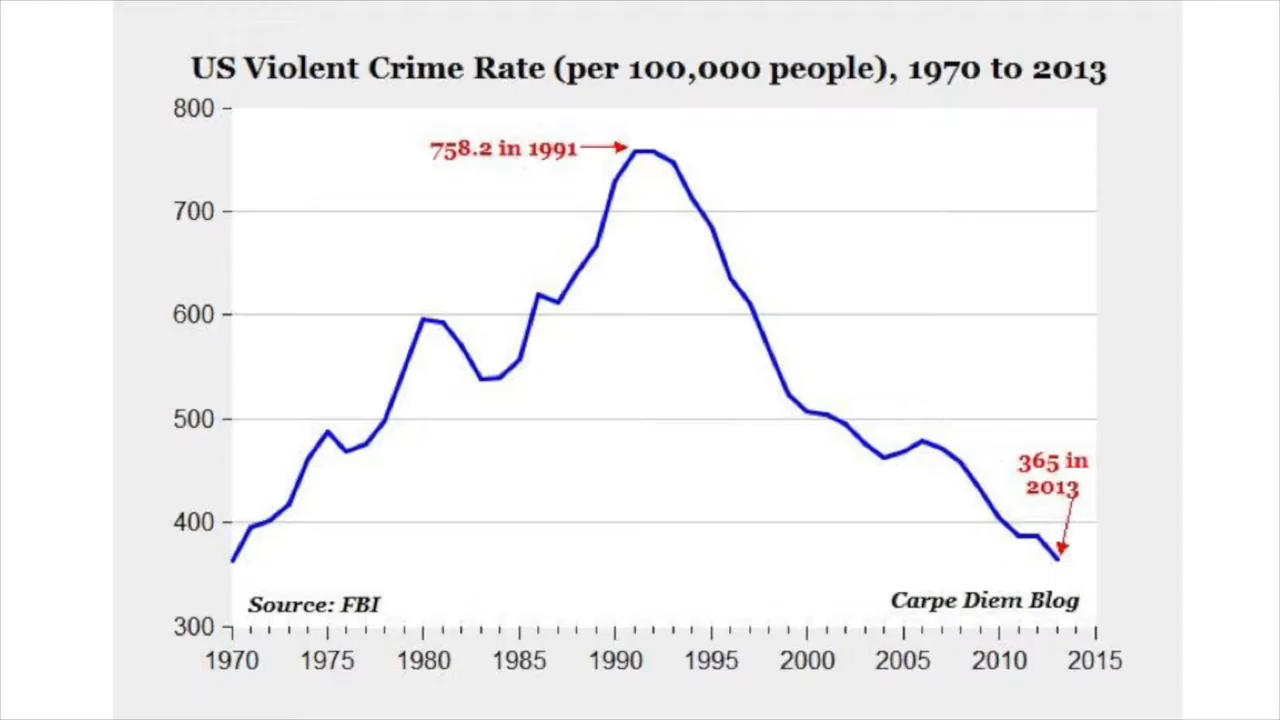 US Violent Crime Rate (per 100,000 people), 1970 to 2013
800
758.2 in 1991
700
600
500
365 in
2013
400
Source: FBI
Carpe Diem Blog
300
1970 1975 1980 1985 1990 1995 2000 2005 2010 2015